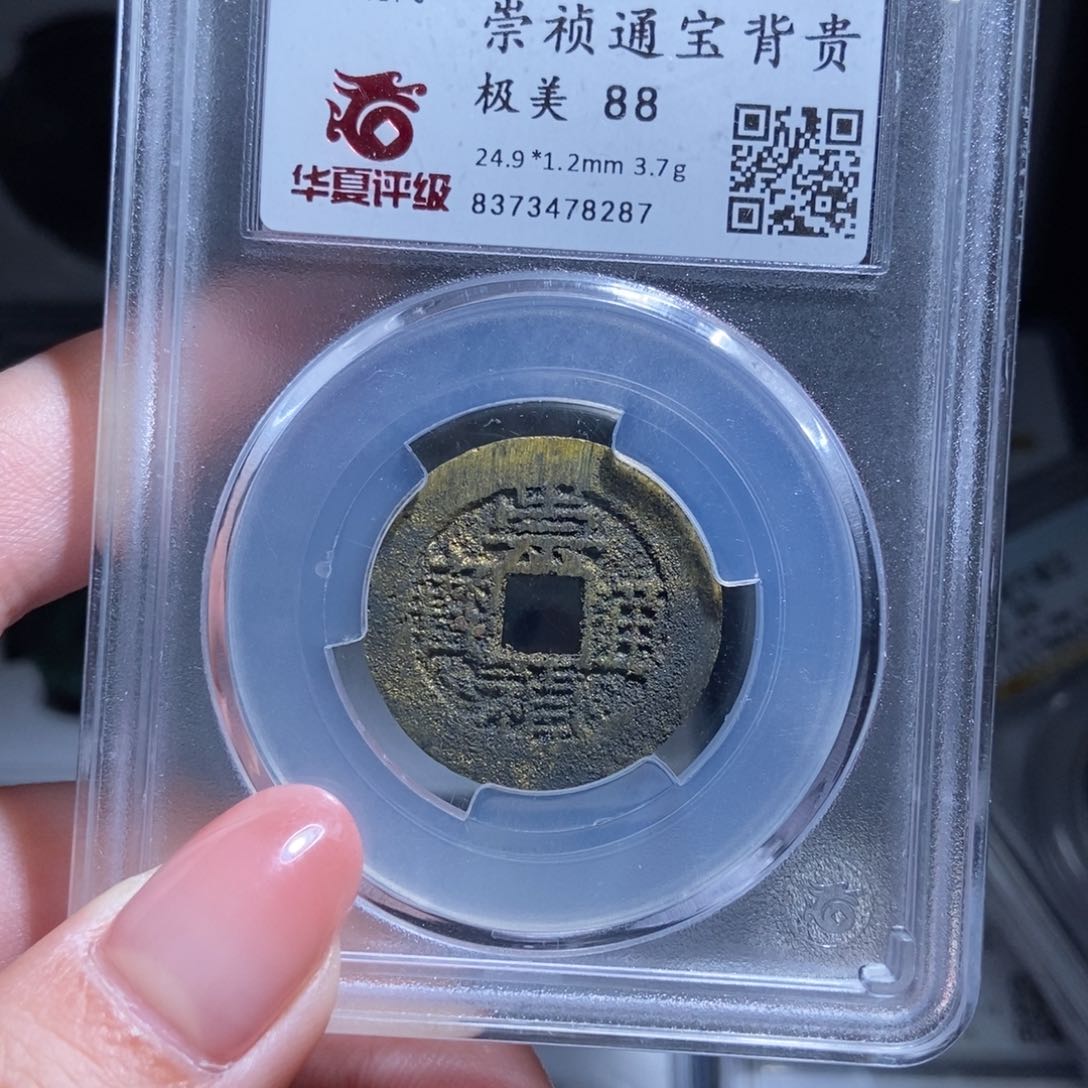 崇祯通宝背贵
极美 88
24.9*1.2mm 3.7g
华夏评级
8373478287
崇祯通寳